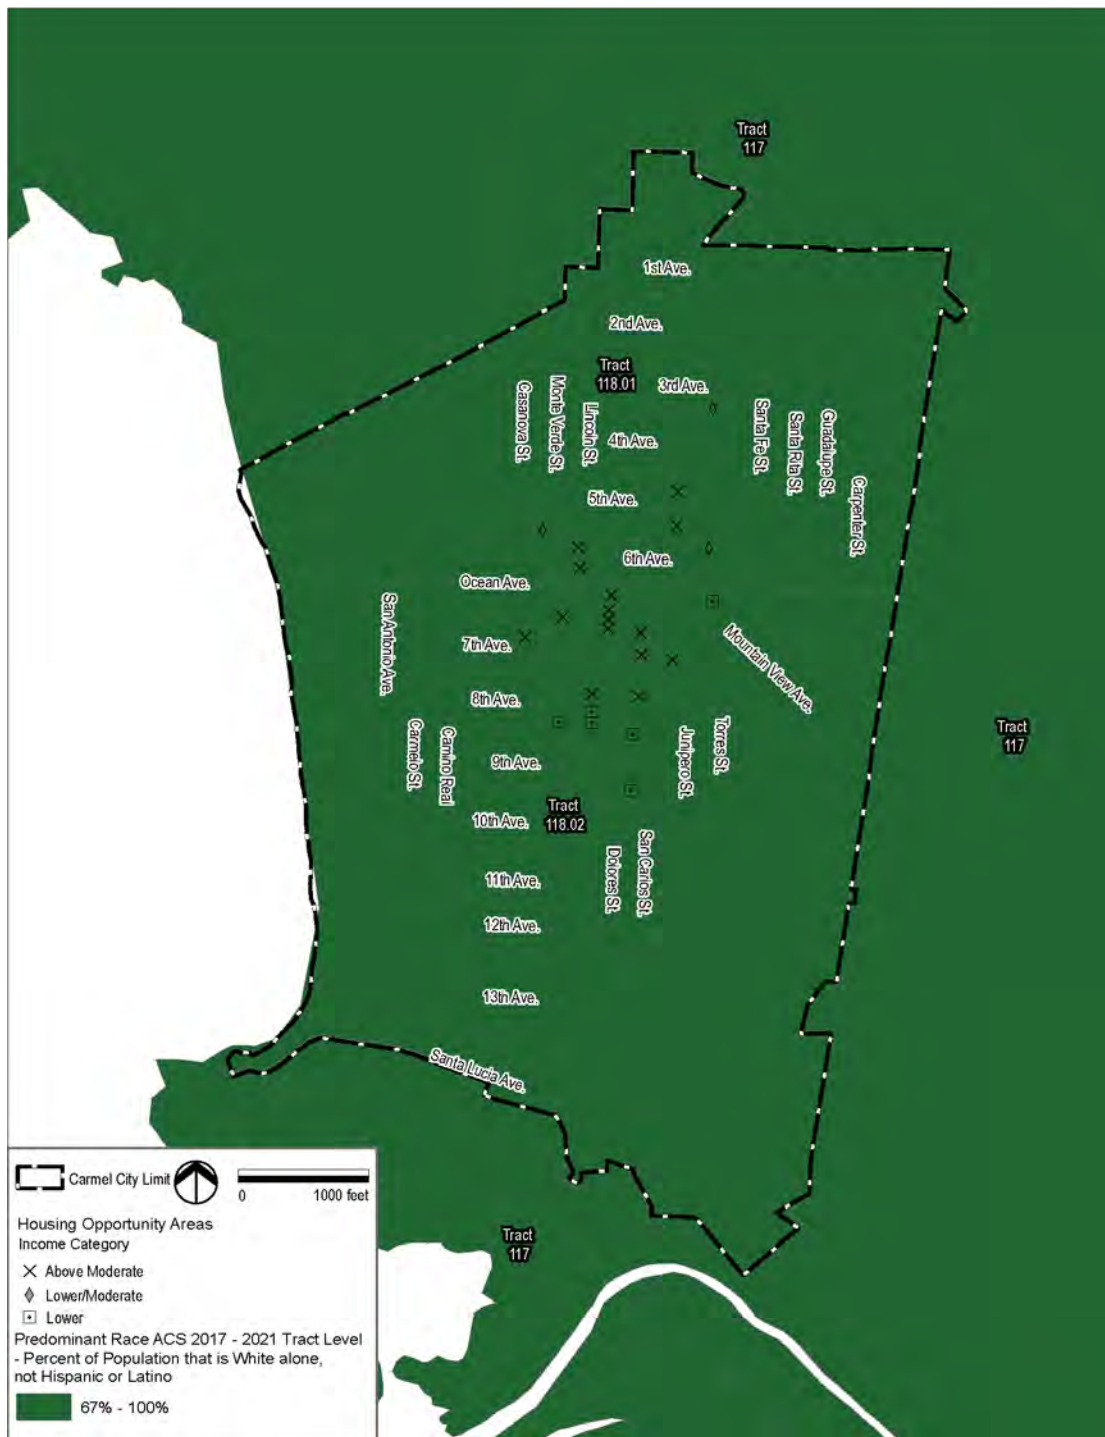 Tract
117
1st Ave.
2nd Ave.
Tract
118.01
3rd Ave.
Casanova St.
Monte Verde St.
Lincoln St.
4th Ave.
Santa Fe St.
Santa Rita St.
Guadalupe St.
Carpenter St.
5th Ave.
6th Ave.
Ocean Ave.
San Antonio Ave.
7th Ave.
Mountain View Ave.
8th Ave.
Carmelo St.
Camino Real
9th Ave.
Junipero St.
Torres St.
Tract
117
Tract
118.02
10th Ave.
Dolores St.
San Carlos St.
11th Ave.
12th Ave.
13th Ave.
Santa Lucia Ave.
Tract
117
Carmel City Limit
0 1000 feet
Housing Opportunity Areas
Income Category
Above Moderate
Lower/Moderate
Lower
Predominant Race ACS 2017 - 2021 Tract Level
- Percent of Population that is White alone,
not Hispanic or Latino
67% - 100%